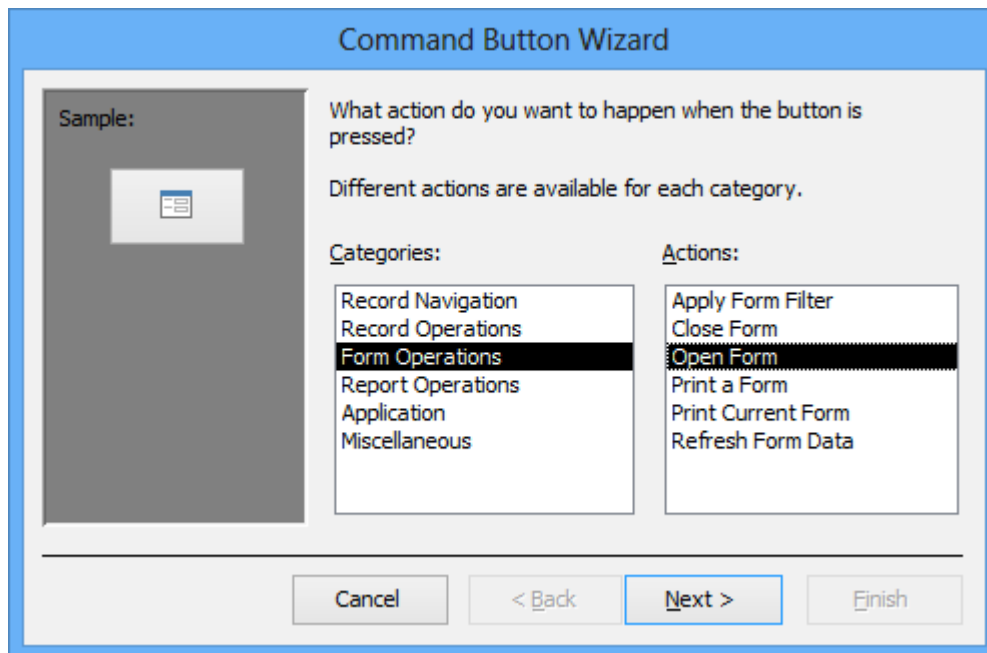 Command Button Wizard
Sample:
What action do you want to happen when the button is
pressed?
Different actions are available for each category.
Categories:
Record Navigation
Record Operations
Form Operations
Report Operations
Application
Miscellaneous
Actions:
Apply Form Filter
Close Form
Open Form
Print a Form
Print Current Form
Refresh Form Data
Cancel
< Back
Next >
Finish